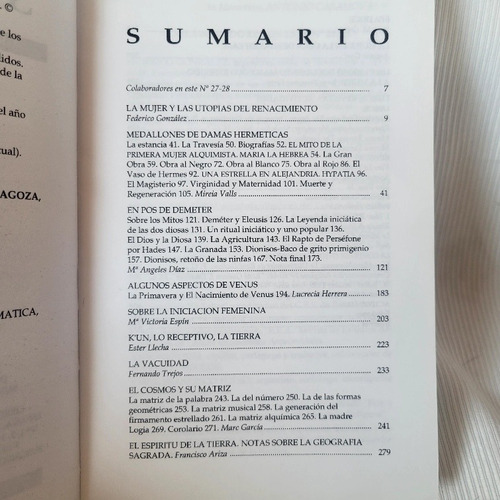 . ©
e los
didos.
de la
el año
tual).
AGOZA,
MATICA,
SUMARIO
Colaboradores en este Nº 27-28 7
LA MUJER Y LAS UTOPIAS DEL RENACIMIENTO
Federico González 9
MEDALLONES DE DAMAS HERMETICAS
La estancia 41. La Travesía 50. Biografías 52. EL MITO DE LA
PRIMERA MUJER ALQUIMISTA. MARIA LA HEBREA 54. La Gran
Obra 59. Obra al Negro 72. Obra al Blanco 75. Obra al Rojo 86. El
Vaso de Hermes 92. UNA ESTRELLA EN ALEJANDRIA. HYPATIA 96.
El Magisterio 97. Virginidad y Maternidad 101. Muerte y
Regeneración 105. Mireia Valls 41
EN POS DE DEMETER
Sobre los Mitos 121. Deméter y Eleusis 126. La Leyenda iniciática
de las dos diosas 131. Un ritual iniciático y uno popular 136.
El Dios y la Diosa 139. La Agricultura 143. El Rapto de Perséfone
por Hades 147. La Granada 153. Dionisos-Baco de grito primigenio
157. Dionisos, retoño de las ninfas 167. Nota final 173.
Mª Angeles Díaz 121
ALGUNOS ASPECTOS DE VENUS
La Primavera y El Nacimiento de Venus 194. Lucrecia Herrera 183
SOBRE LA INICIACION FEMENINA
Mª Victoria Espín 203
K'UN, LO RECEPTIVO, LA TIERRA
Ester Llecha 223
LA VACUIDAD
Fernando Trejos 233
EL COSMOS Y SU MATRIZ
La matriz de la palabra 243. La del número 250. La de las formas
geométricas 253. La matriz musical 258. La generación del
firmamento estrellado 261. La matriz alquímica 265. La madre
Logia 269. Corolario 271. Marc García 241
EL ESPIRITU DE LA TIERRA. NOTAS SOBRE LA GEOGRAFIA
SAGRADA. Francisco Ariza 279